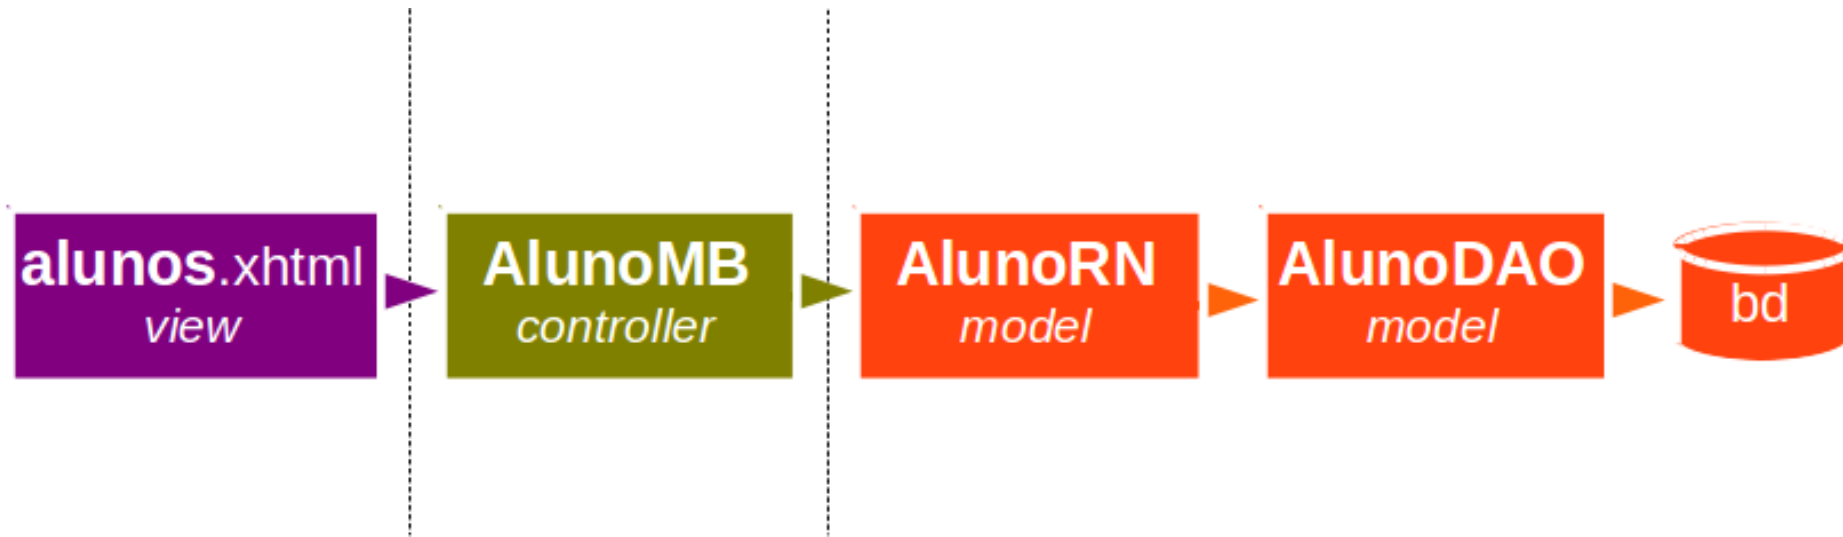 alunos.xhtml
view
AlunoMB
controller
AlunoRN
model
AlunoDAO
model
bd